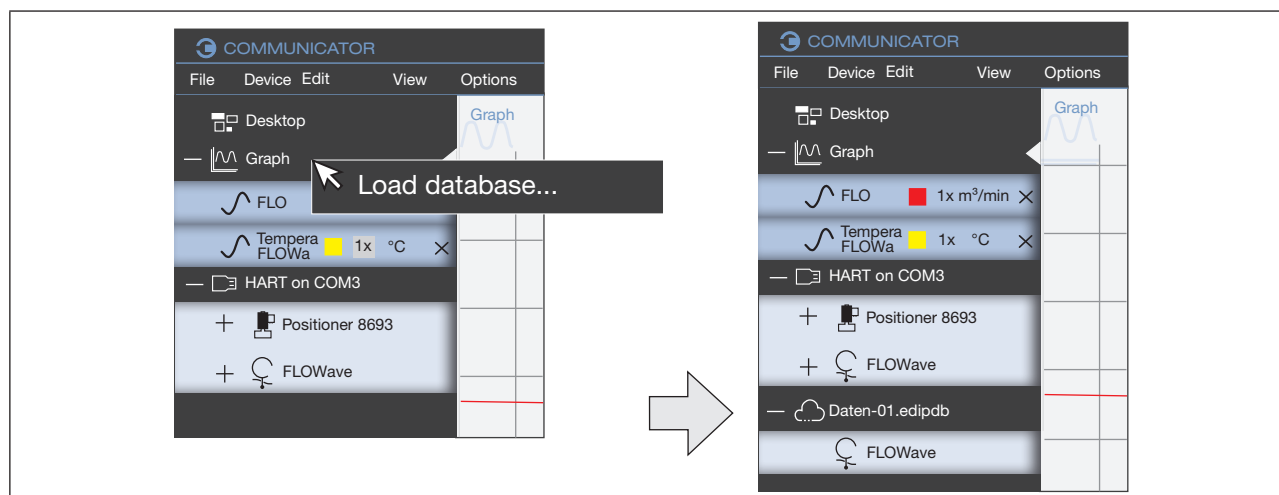 COMMUNICATOR
File Device Edit View Options
Desktop
Graph
Graph
Load database...
FLO
Tempera
FLOWa
1x °C
HART on COM3
Positioner 8693
FLOWave
COMMUNICATOR
File Device Edit View Options
Desktop
Graph
Graph
FLO 1x m³/min
Tempera
FLOWa
1x °C
HART on COM3
Positioner 8693
FLOWave
Daten-01.edipdb
FLOWave